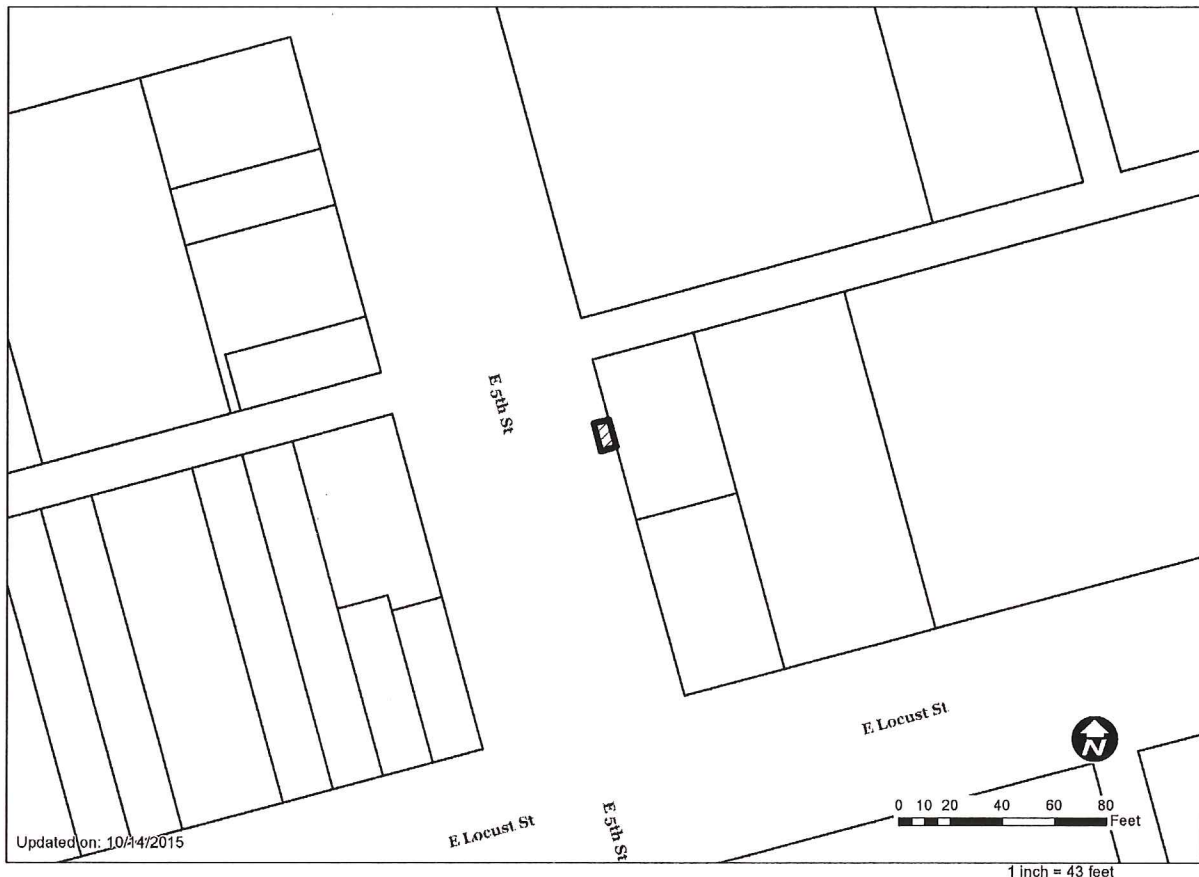 E 5th St
E Locust St
N
0 10 20 40 60 80
Feet
E Locust St
E 5th St
Updated on: 10/14/2015
1 inch = 43 feet